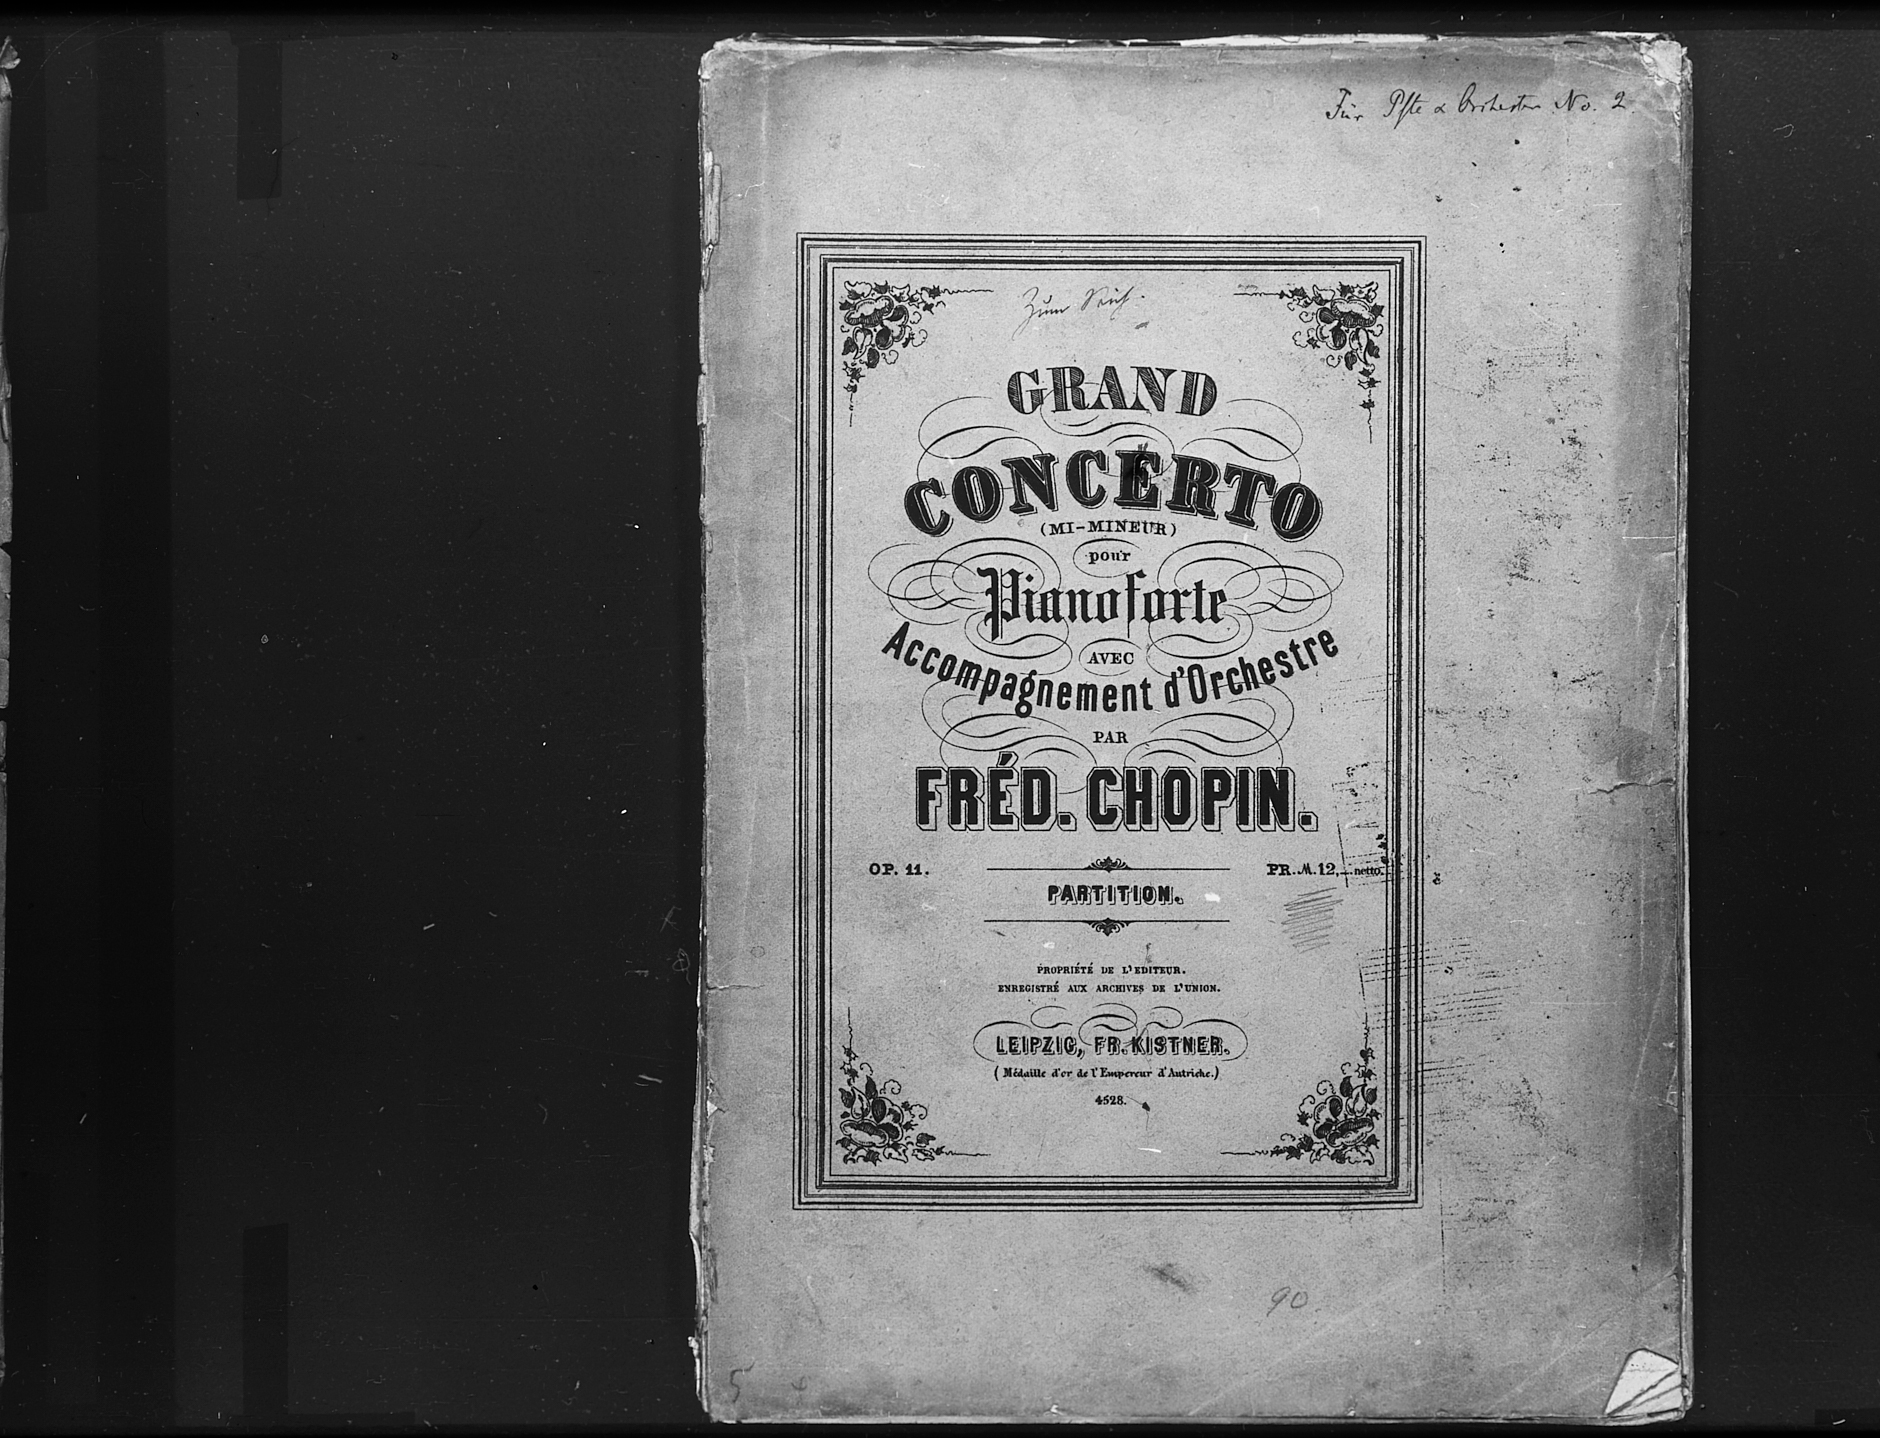 Für Pfte & Orchester No. 2.
Zum
GRAND
CONCERTO
(MI-MINEUR)
pour
Pianoforte
AVEC
Accompagnement d'Orchestre
PAR
FRÉD. CHOPIN.
OP. 11.
PR. M. 12,_ netto.
PARTITION.
PROPRIÉTÉ DE L'EDITEUR.
ENREGISTRÉ AUX ARCHIVES DE L'UNION.
LEIPZIG, FR. KISTNER.
(Médaille d'or de l'Empereur d'Autriche.)
4528.
90.
5